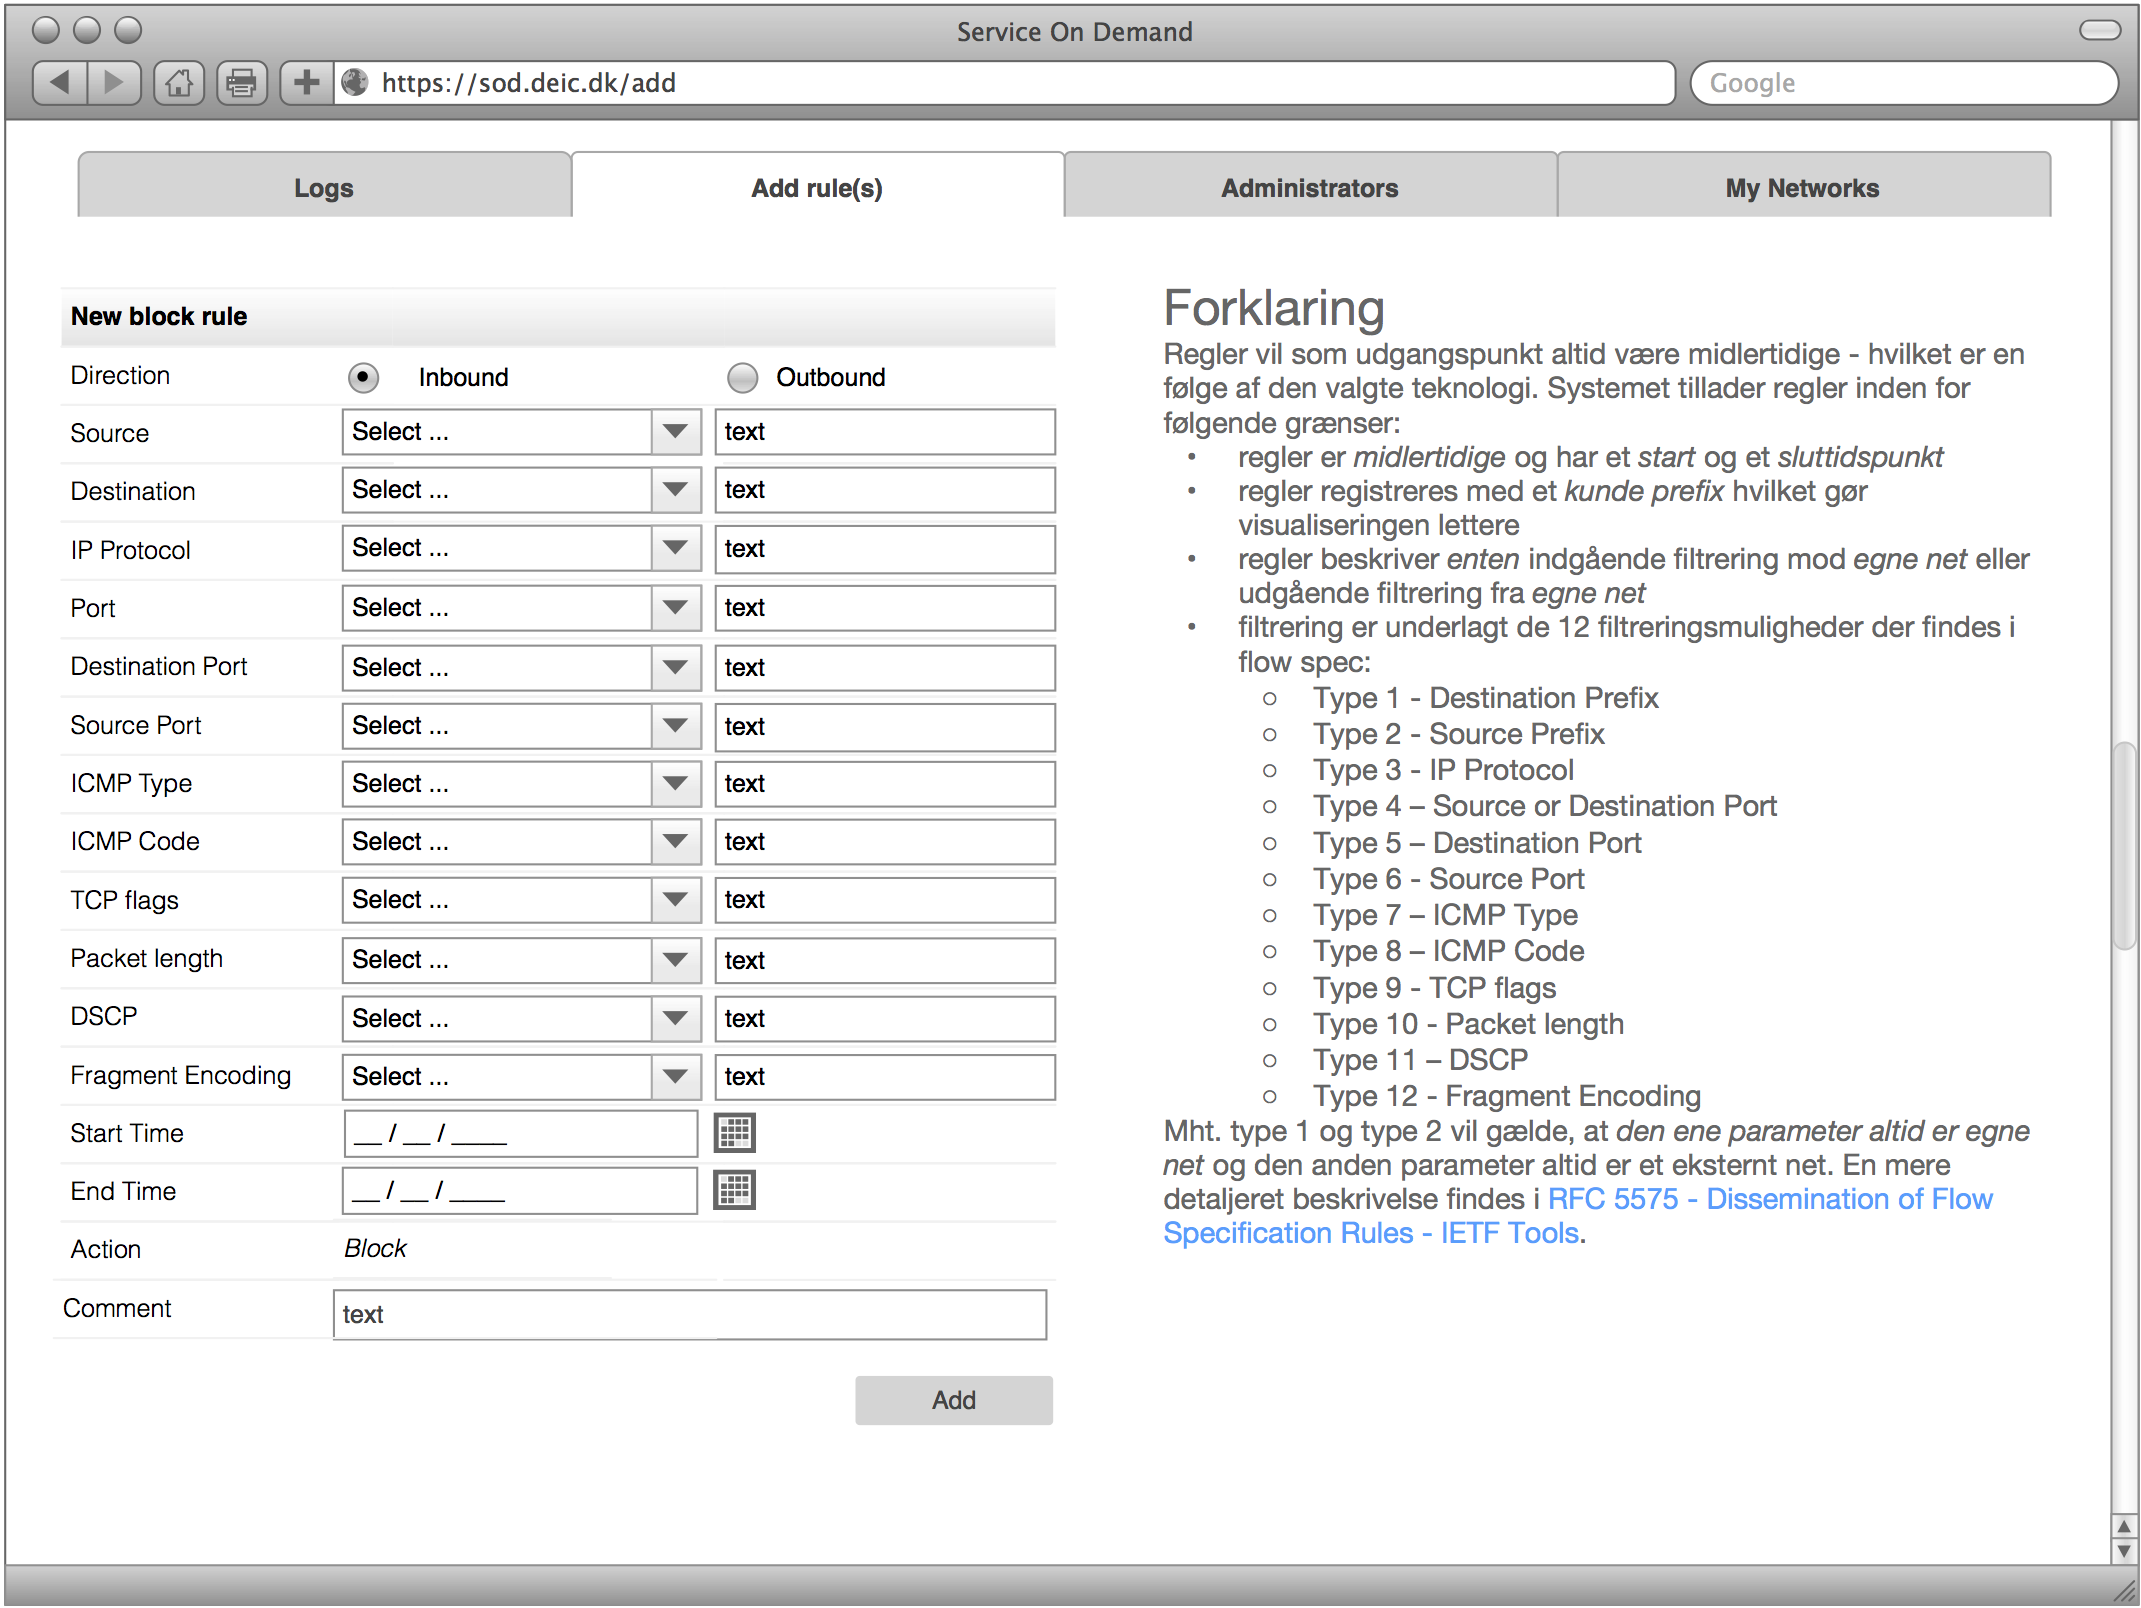 Service On Demand
https://sod.deic.dk/add
Google
Logs
Add rule(s)
Administrators
My Networks
New block rule
Direction
Inbound
Outbound
Source
Select ...
text
Destination
Select ...
text
IP Protocol
Select ...
text
Port
Select ...
text
Destination Port
Select ...
text
Source Port
Select ...
text
ICMP Type
Select ...
text
ICMP Code
Select ...
text
TCP flags
Select ...
text
Packet length
Select ...
text
DSCP
Select ...
text
Fragment Encoding
Select ...
text
Start Time
__ / __ / ____
End Time
__ / __ / ____
Action
Block
Comment
text
Add
Forklaring
Regler vil som udgangspunkt altid være midlertidige - hvilket er en
følge af den valgte teknologi. Systemet tillader regler inden for
følgende grænser:
• regler er midlertidige og har et start og et sluttidspunkt
• regler registreres med et kunde prefix hvilket gør
visualiseringen lettere
• regler beskriver enten indgående filtrering mod egne net eller
udgående filtrering fra egne net
• filtrering er underlagt de 12 filtreringsmuligheder der findes i
flow spec:
○ Type 1 - Destination Prefix
○ Type 2 - Source Prefix
○ Type 3 - IP Protocol
○ Type 4 – Source or Destination Port
○ Type 5 – Destination Port
○ Type 6 - Source Port
○ Type 7 – ICMP Type
○ Type 8 – ICMP Code
○ Type 9 - TCP flags
○ Type 10 - Packet length
○ Type 11 – DSCP
○ Type 12 - Fragment Encoding
Mht. type 1 og type 2 vil gælde, at den ene parameter altid er egne
net og den anden parameter altid er et eksternt net. En mere
detaljeret beskrivelse findes i RFC 5575 - Dissemination of Flow
Specification Rules - IETF Tools.